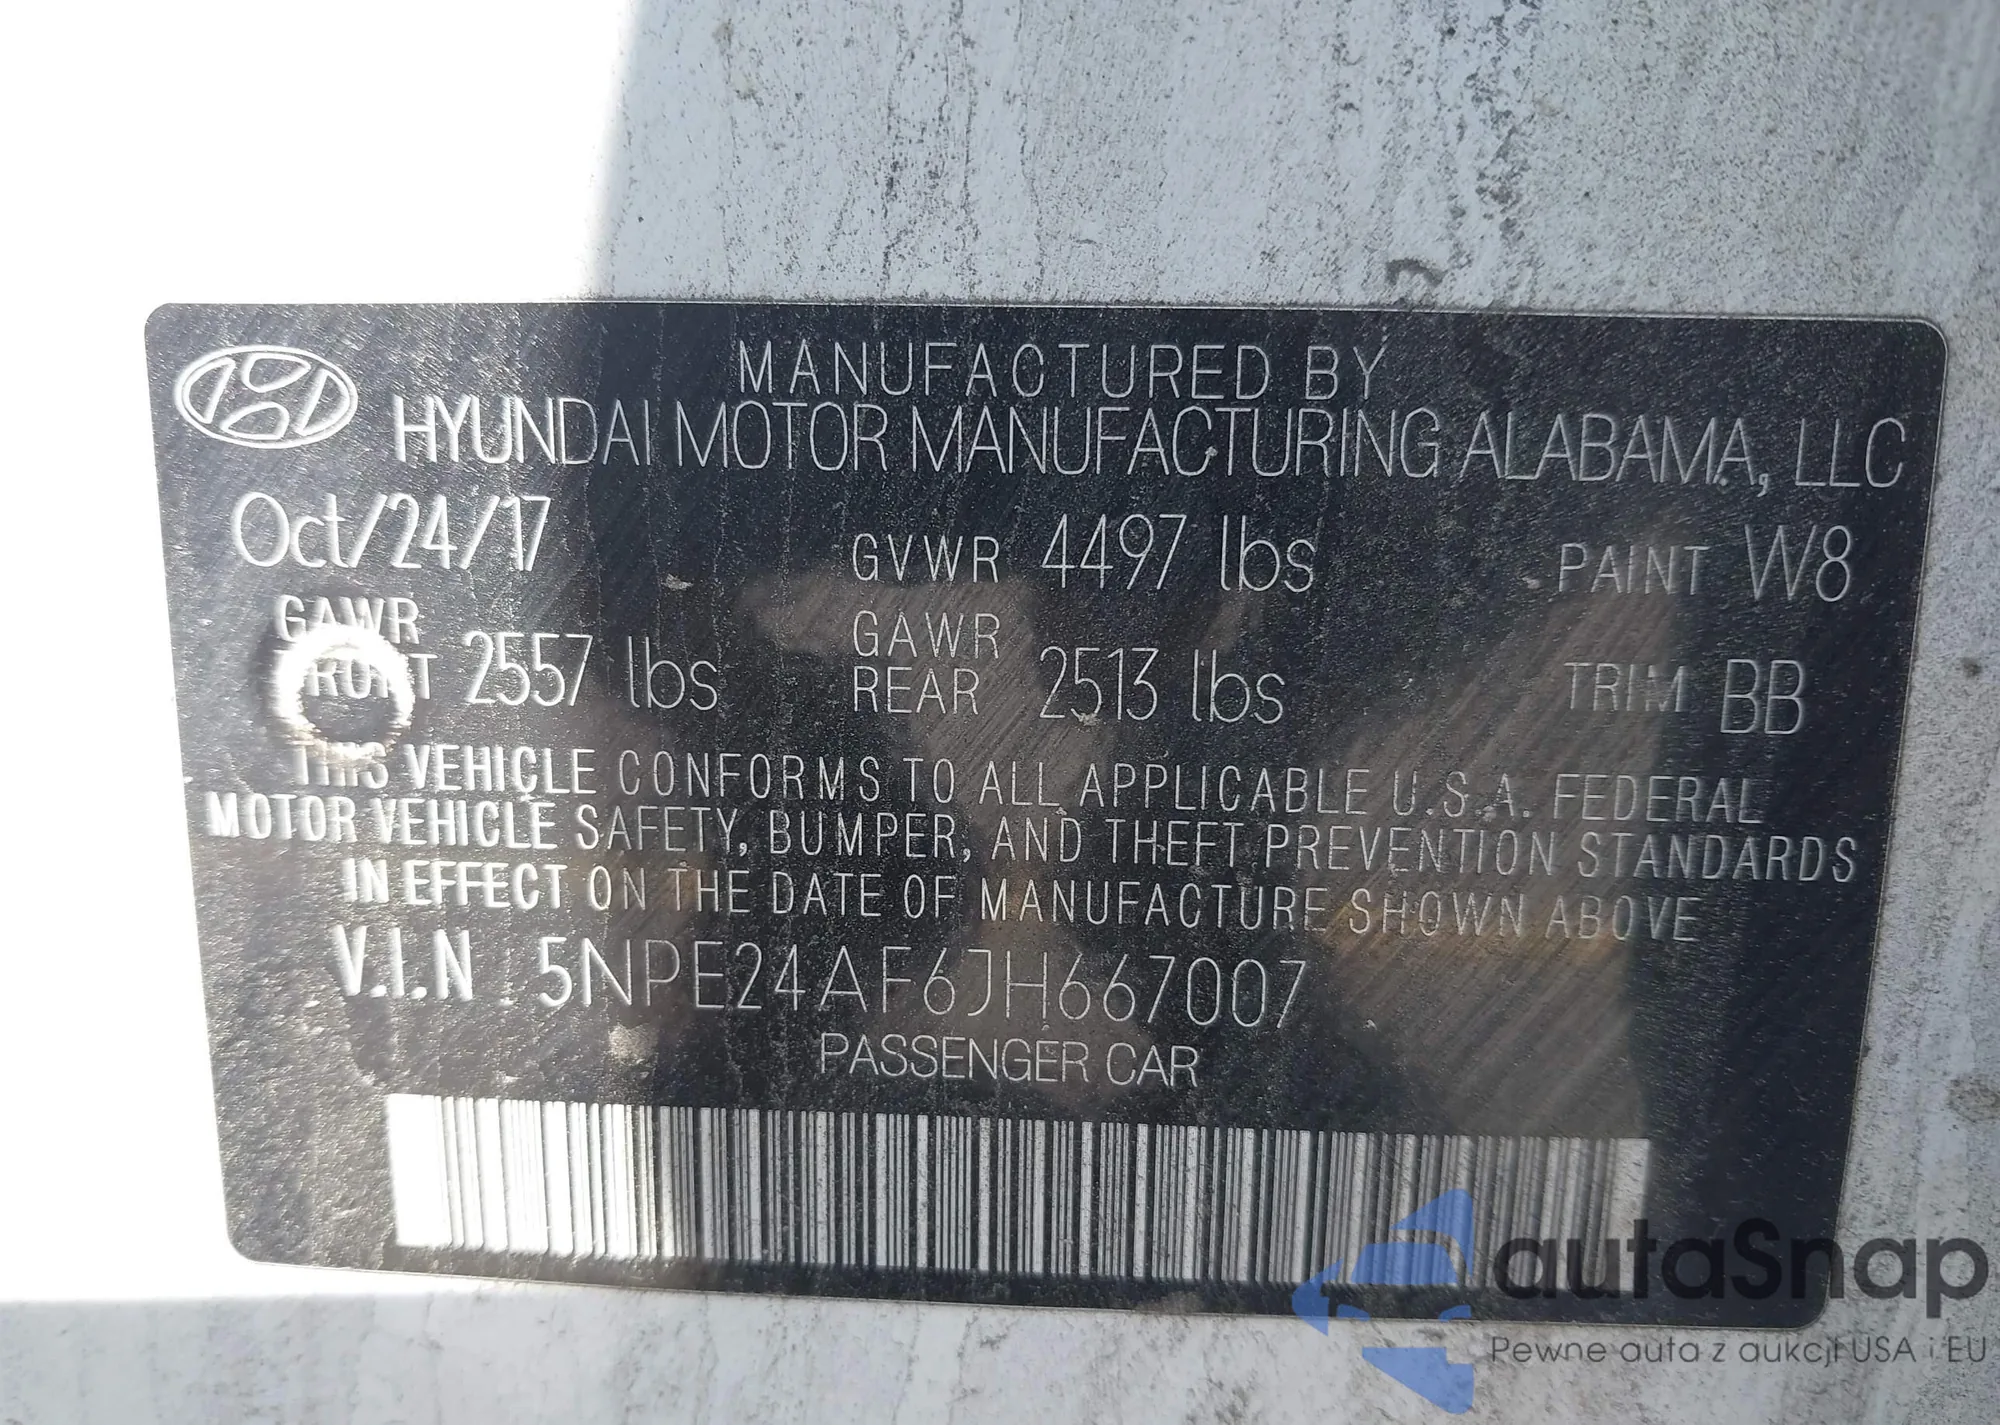 MANUFACTURED BY
HYUNDAI MOTOR MANUFACTURING ALABAMA, LLC
Oct/24/17 GVWR 4497 lbs PAINT W8
GAWR FRONT 2557 lbs GAWR REAR 2513 lbs TRIM BB
THIS VEHICLE CONFORMS TO ALL APPLICABLE U.S.A. FEDERAL
MOTOR VEHICLE SAFETY, BUMPER, AND THEFT PREVENTION STANDARDS
IN EFFECT ON THE DATE OF MANUFACTURE SHOWN ABOVE
V.I.N. 5NPE24AF6JH667007
PASSENGER CAR
autaSnap
Pewne auta z aukcji USA i EU